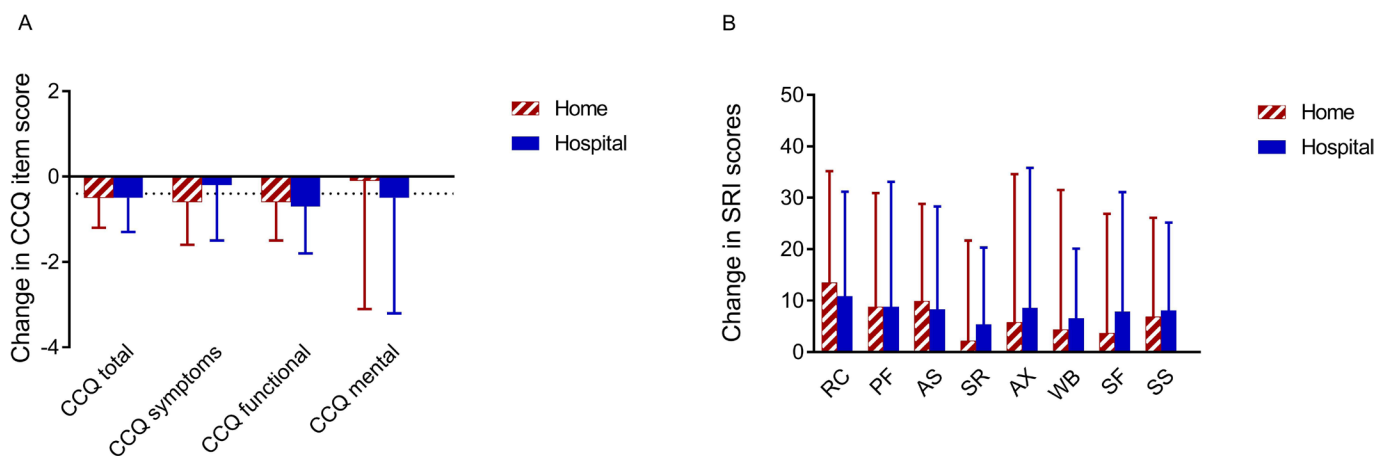 A
Change in CCQ item score
2
0
-2
-4
CCQ total
CCQ symptoms
CCQ functional
CCQ mental
Home
Hospital
B
Change in SRI scores
50
40
30
20
10
0
RC
PF
AS
SR
AX
WB
SF
SS
Home
Hospital